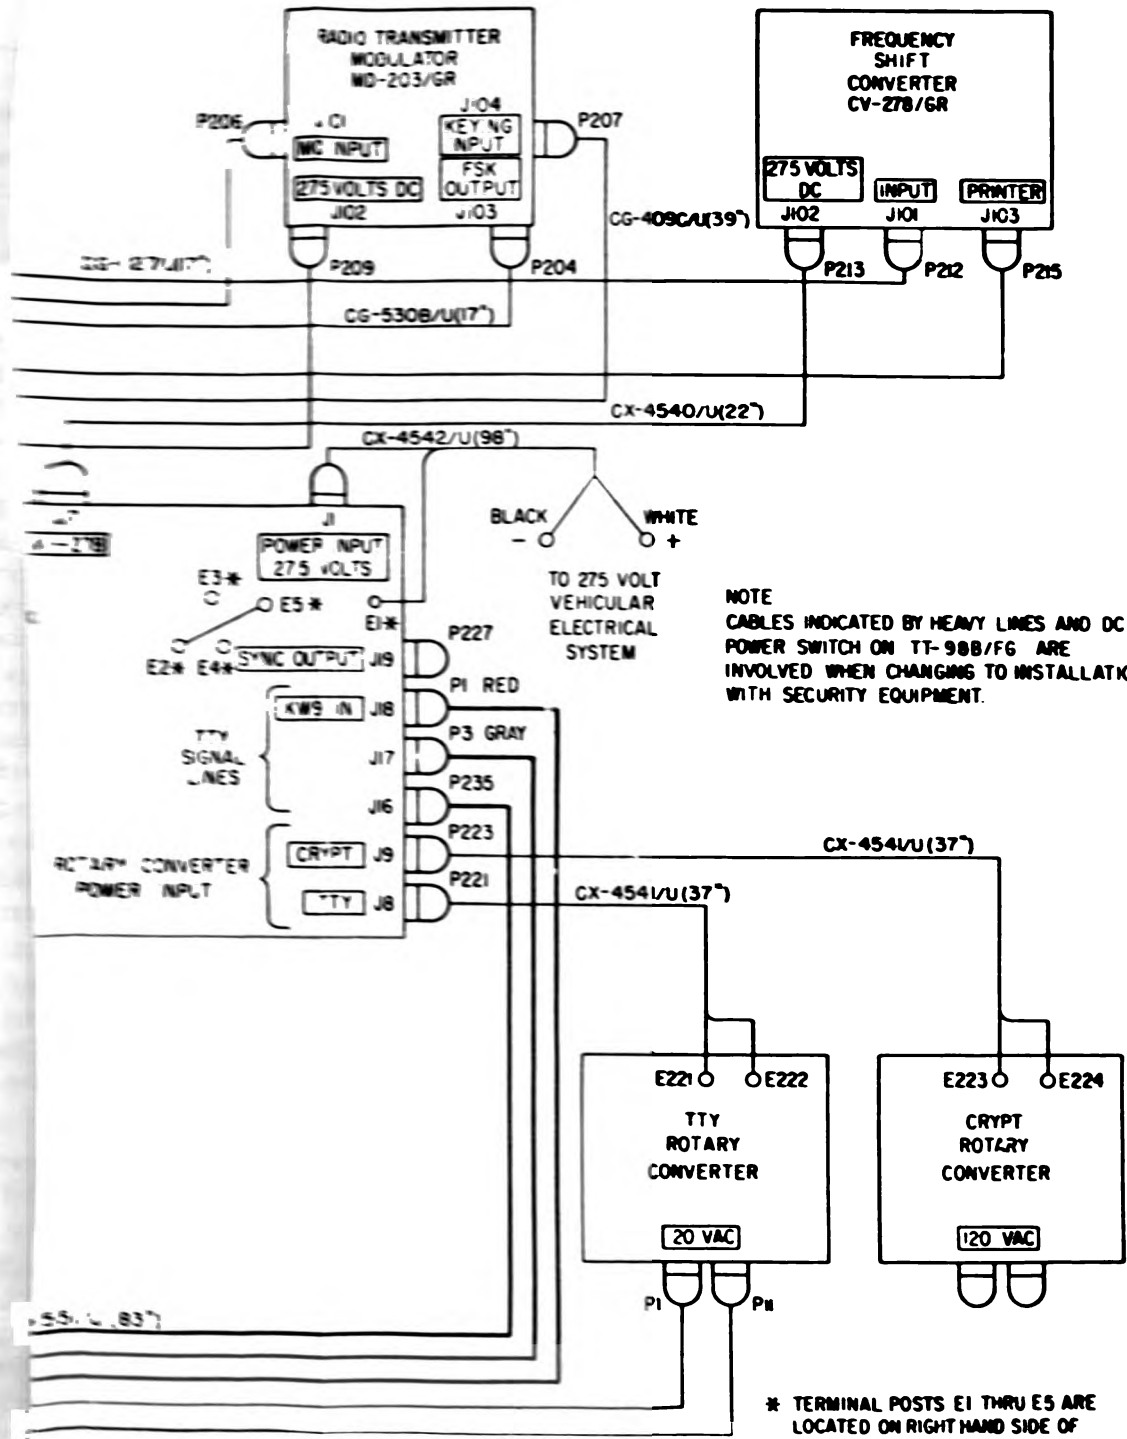 RADIO TRANSMITTER
MODULATOR
MD-203/GR
J104
KEYING
INPUT
MIC INPUT
FSK
OUTPUT
275 VOLTS DC
J102
J103
P206
P207
P209
P204
FREQUENCY
SHIFT
CONVERTER
CV-278/GR
275 VOLTS
DC
INPUT
PRINTER
J102
J101
J103
P213
P212
P215
CG-409C/U(39")
CG-530B/U(17")
CX-4540/U(22")
CX-4542/U(98")
J1
POWER INPUT
275 VOLTS
E3*
E5*
E1*
E2*
E4*
SYNC OUTPUT
J19
P227
BLACK
-
WHITE
+
TO 275 VOLT
VEHICULAR
ELECTRICAL
SYSTEM
NOTE
CABLES INDICATED BY HEAVY LINES AND DC
POWER SWITCH ON TT-98B/FG ARE
INVOLVED WHEN CHANGING TO INSTALLATIO
WITH SECURITY EQUIPMENT.
P1 RED
KW9 IN
J18
TTY
SIGNAL
LINES
P3 GRAY
J17
P235
J16
P223
CRYPT
J9
ROTARY CONVERTER
POWER INPUT
P221
TTY
J8
CX-4541/U(37")
CX-4541/U(37")
E221
E222
TTY
ROTARY
CONVERTER
20 VAC
P1
P11
E223
E224
CRYPT
ROTARY
CONVERTER
120 VAC
(83")
* TERMINAL POSTS E1 THRU E5 ARE
LOCATED ON RIGHT HAND SIDE OF